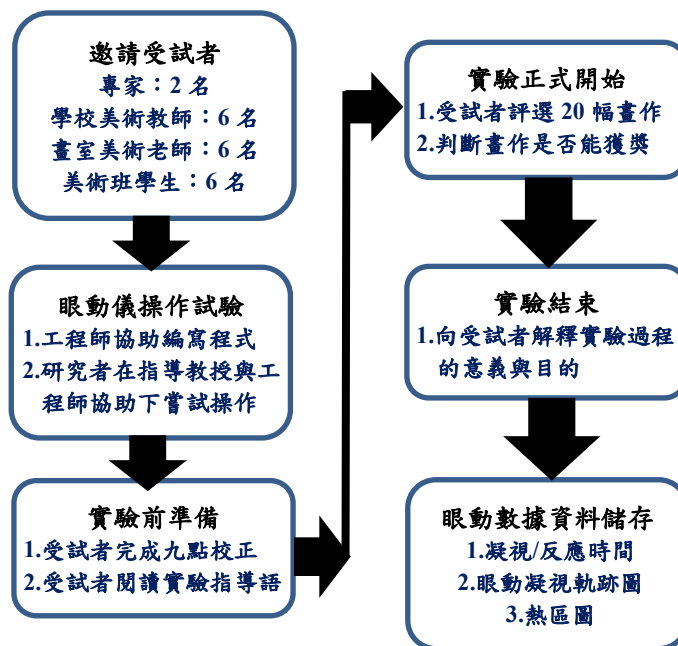 邀請受試者
專家：2 名
學校美術教師：6 名
畫室美術老師：6 名
美術班學生：6 名
眼動儀操作試驗
1.工程師協助編寫程式
2.研究者在指導教授與工
程師協助下嘗試操作
實驗前準備
1.受試者完成九點校正
2.受試者閱讀實驗指導語
實驗正式開始
1.受試者評選 20 幅畫作
2.判斷畫作是否能獲獎
實驗結束
1.向受試者解釋實驗過程
的意義與目的
眼動數據資料儲存
1.凝視/反應時間
2.眼動凝視軌跡圖
3.熱區圖